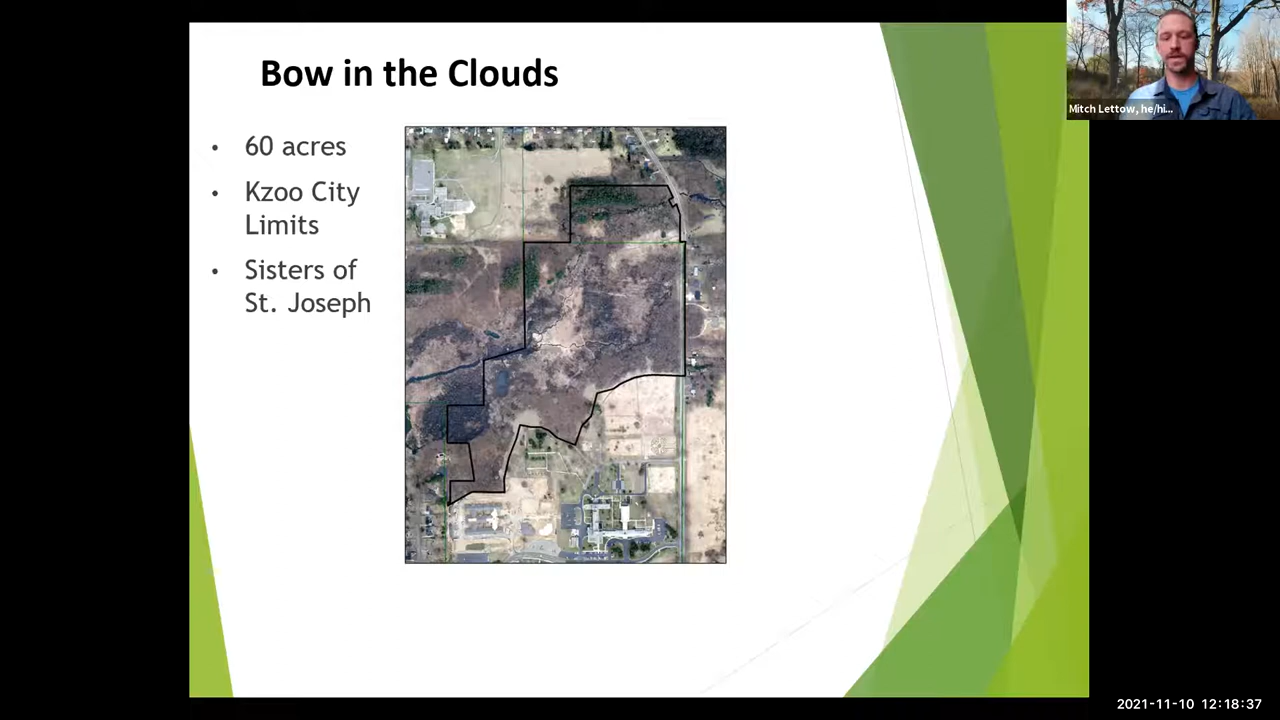 Bow in the Clouds
• 60 acres
• Kzoo City
Limits
• Sisters of
St. Joseph
Mitch Lettow, he/hi...
2021-11-10 12:18:37